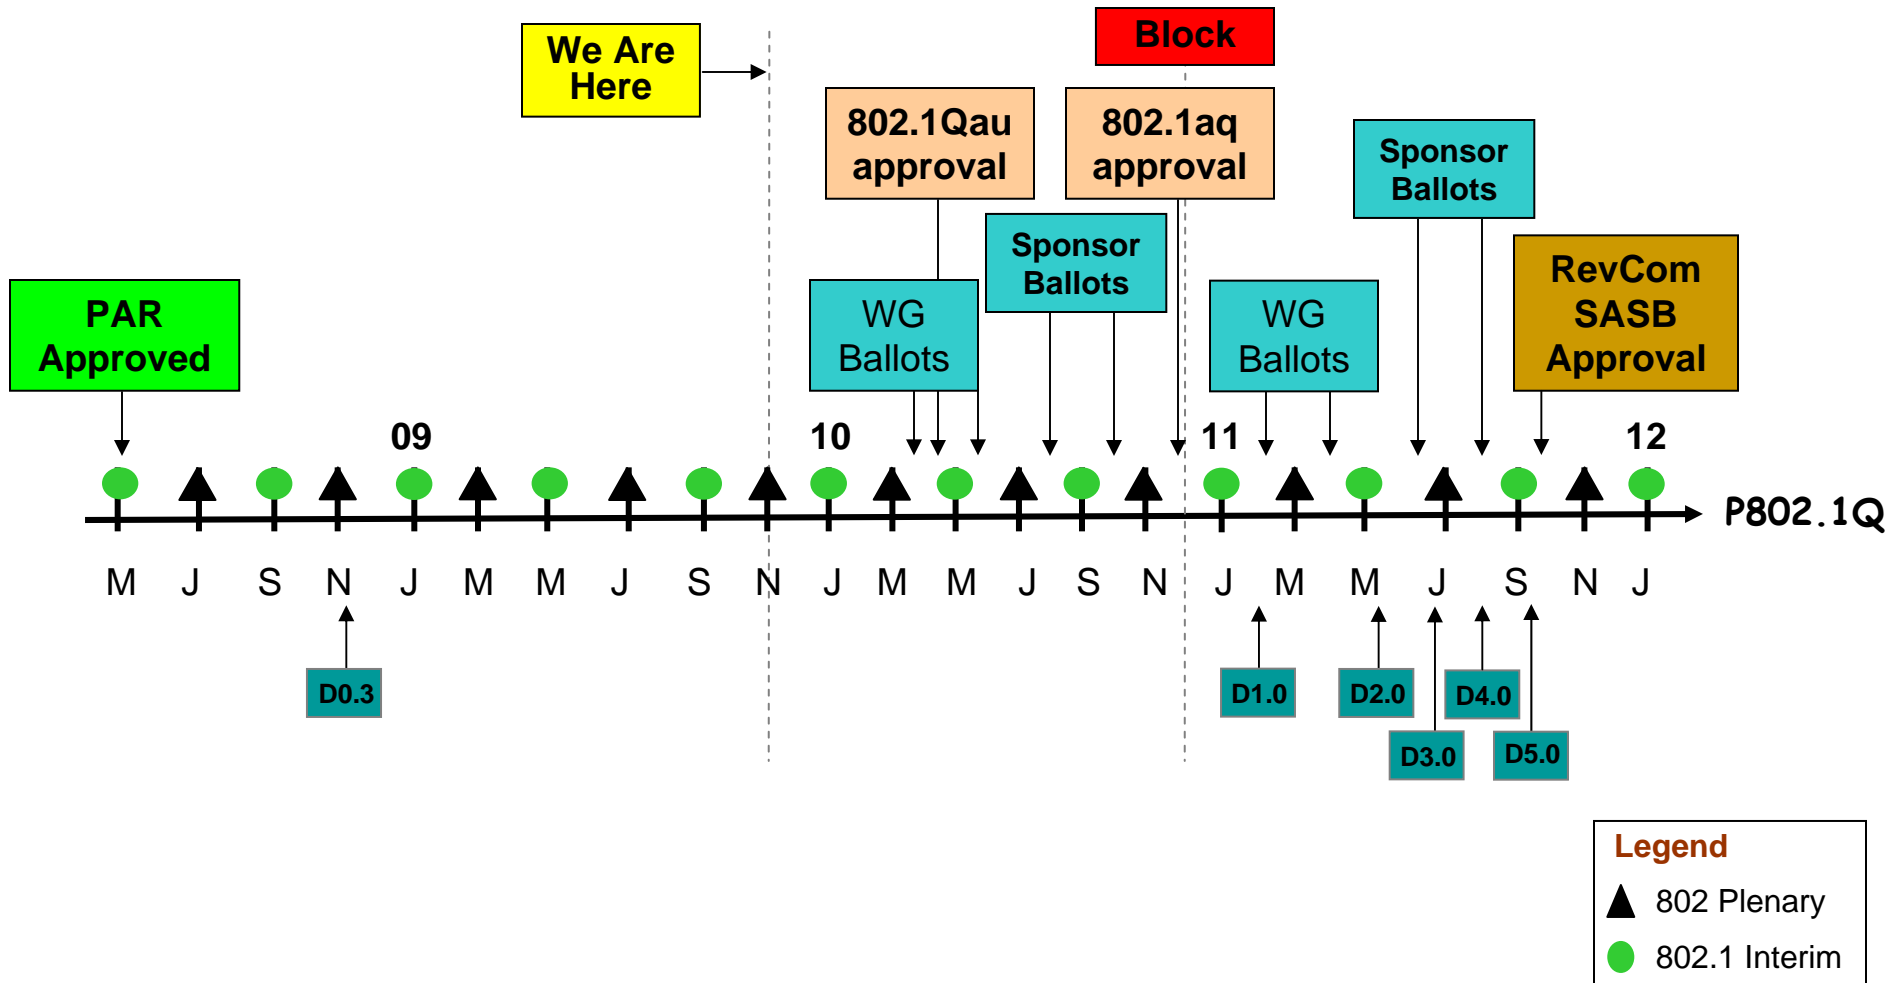 We Are
Here
Block
802.1Qau
approval
802.1aq
approval
Sponsor
Ballots
Sponsor
Ballots
RevCom
SASB
Approval
PAR
Approved
WG
Ballots
WG
Ballots
09
10
11
12
P802.1Q
M J S N J M M J S N J M M J S N J M M J S N J
D0.3
D1.0
D2.0
D4.0
D3.0
D5.0
Legend
802 Plenary
802.1 Interim